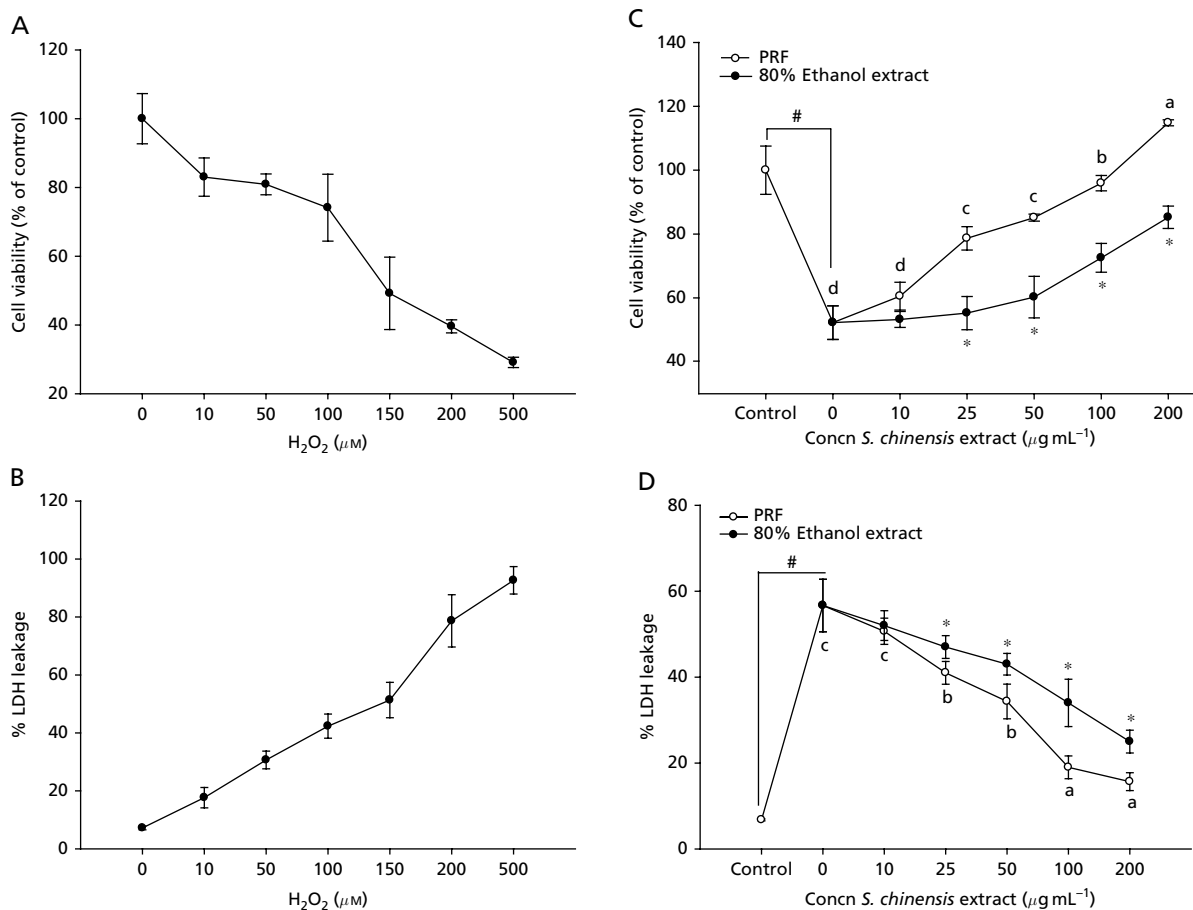 A
120
100
80
60
40
20
Cell viability (% of control)
0 10 50 100 150 200 500
H₂O₂ (μM)
B
120
100
80
60
40
20
0
% LDH leakage
0 10 50 100 150 200 500
H₂O₂ (μM)
C
140
120
100
80
60
40
Cell viability (% of control)
PRF
80% Ethanol extract
#
d d c c b a
* * * *
Control 0 10 25 50 100 200
Concn S. chinensis extract (μg mL⁻¹)
D
80
60
40
20
0
% LDH leakage
PRF
80% Ethanol extract
#
* * * *
c c b b a a
Control 0 10 25 50 100 200
Concn S. chinensis extract (μg mL⁻¹)